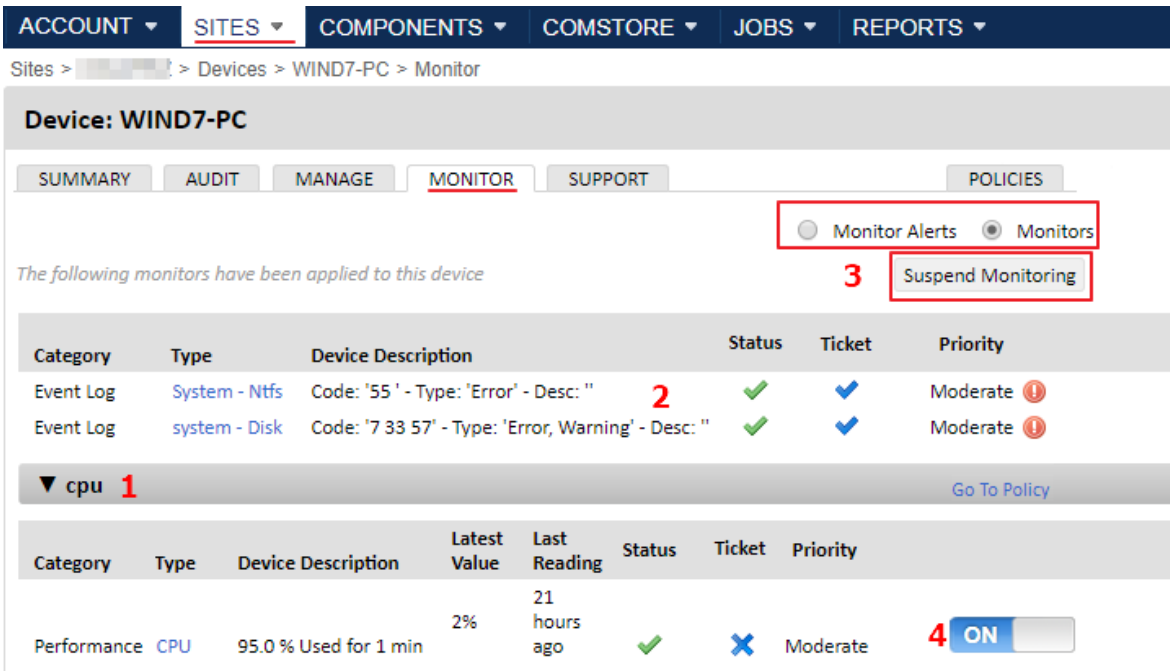 ACCOUNT SITES COMPONENTS COMSTORE JOBS REPORTS
Sites > > Devices > WIND7-PC > Monitor
Device: WIND7-PC
SUMMARY AUDIT MANAGE MONITOR SUPPORT POLICIES
Monitor Alerts Monitors
The following monitors have been applied to this device 3 Suspend Monitoring
Category Type Device Description Status Ticket Priority
Event Log System - Ntfs Code: '55 ' - Type: 'Error' - Desc: '' 2 Moderate
Event Log system - Disk Code: '7 33 57' - Type: 'Error, Warning' - Desc: '' Moderate
cpu 1 Go To Policy
Category Type Device Description Latest Value Last Reading Status Ticket Priority
Performance CPU 95.0 % Used for 1 min 2% 21 hours ago Moderate 4 ON